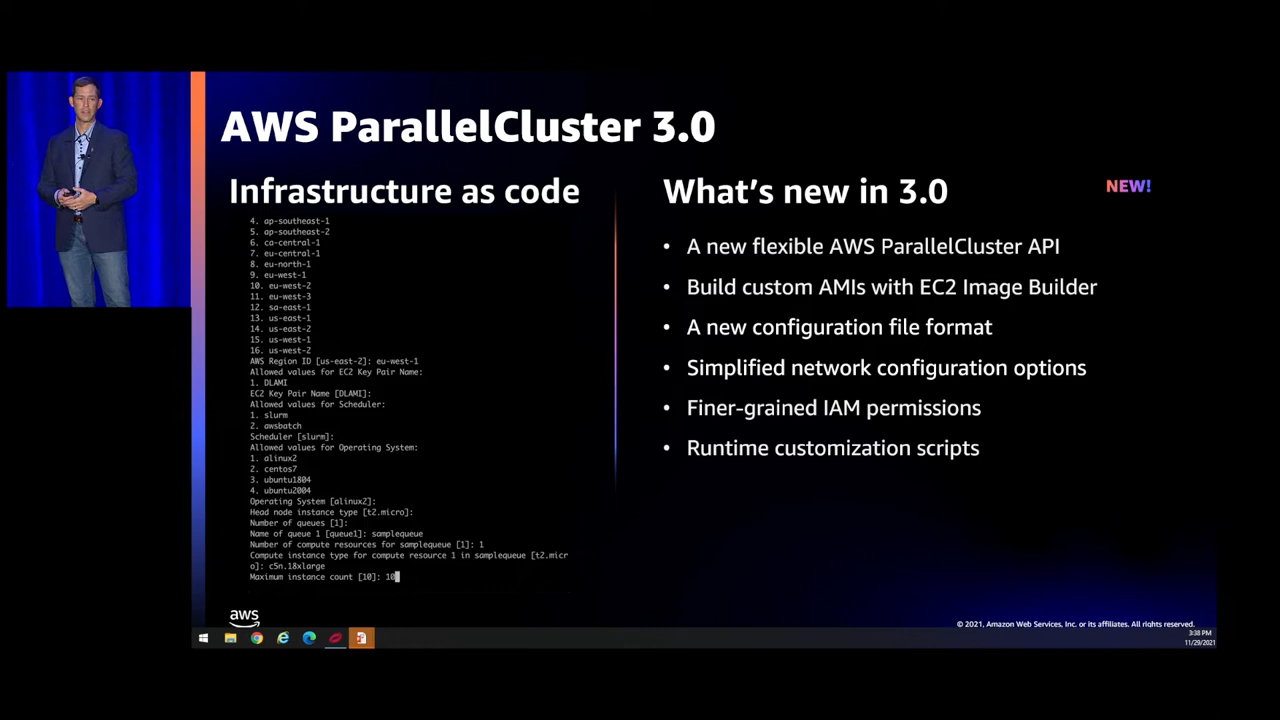 AWS ParallelCluster 3.0
Infrastructure as code
4. ap-southeast-1
5. ap-southeast-2
6. ca-central-1
7. eu-central-1
8. eu-north-1
9. eu-west-1
10. eu-west-2
11. eu-west-3
12. sa-east-1
13. us-east-1
14. us-east-2
15. us-west-1
16. us-west-2
AWS Region ID [us-east-2]: eu-west-1
Allowed values for EC2 Key Pair Name:
1. DLAMI
EC2 Key Pair Name [DLAMI]:
Allowed values for Scheduler:
1. slurm
2. awsbatch
Scheduler [slurm]:
Allowed values for Operating System:
1. alinux2
2. centos7
3. ubuntu1804
4. ubuntu2004
Operating System [alinux2]:
Head node instance type [t2.micro]:
Number of queues [1]:
Name of queue 1 [queue1]: samplequeue
Number of compute resources for samplequeue [1]: 1
Compute instance type for compute resource 1 in samplequeue [t2.micr
o]: c5n.18xlarge
Maximum instance count [10]: 10
What's new in 3.0
NEW!
• A new flexible AWS ParallelCluster API
• Build custom AMIs with EC2 Image Builder
• A new configuration file format
• Simplified network configuration options
• Finer-grained IAM permissions
• Runtime customization scripts
aws
© 2021, Amazon Web Services, Inc. or its affiliates. All rights reserved.
3:38 PM
11/29/2021